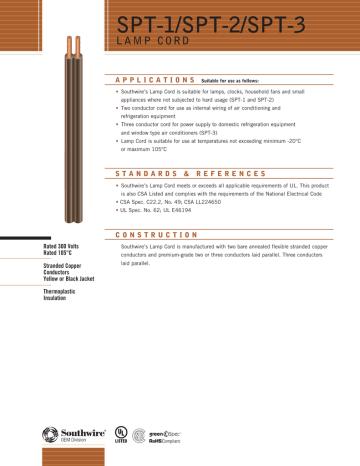 SPT-1/SPT-2/SPT-3
LAMP CORD
APPLICATIONS Suitable for use as follows:
• Southwire's Lamp Cord is suitable for lamps, clocks, household fans and small
appliances where not subjected to hard usage (SPT-1 and SPT-2)
• Two conductor cord for use as internal wiring of air conditioning and
refrigeration equipment
• Three conductor cord for power supply to domestic refrigeration equipment
and window type air conditioners (SPT-3)
• Lamp Cord is suitable for use at temperatures not exceeding minimum -20°C
or maximum 105°C
STANDARDS & REFERENCES
• Southwire's Lamp Cord meets or exceeds all applicable requirements of UL. This product
is also CSA Listed and complies with the requirements of the National Electrical Code.
• CSA Spec. C22.2, No. 49; CSA LL224650
• UL Spec. No. 62; UL E46194
Rated 300 Volts
Rated 105°C
Stranded Copper
Conductors
Yellow or Black Jacket
Thermoplastic
Insulation
CONSTRUCTION
Southwire's Lamp Cord is manufactured with two bare annealed flexible stranded copper
conductors and premium-grade two or three conductors laid parallel. Three conductors
laid parallel.
Southwire®
OEM Division
UL
LISTED
greenSpec
RoHS Compliant